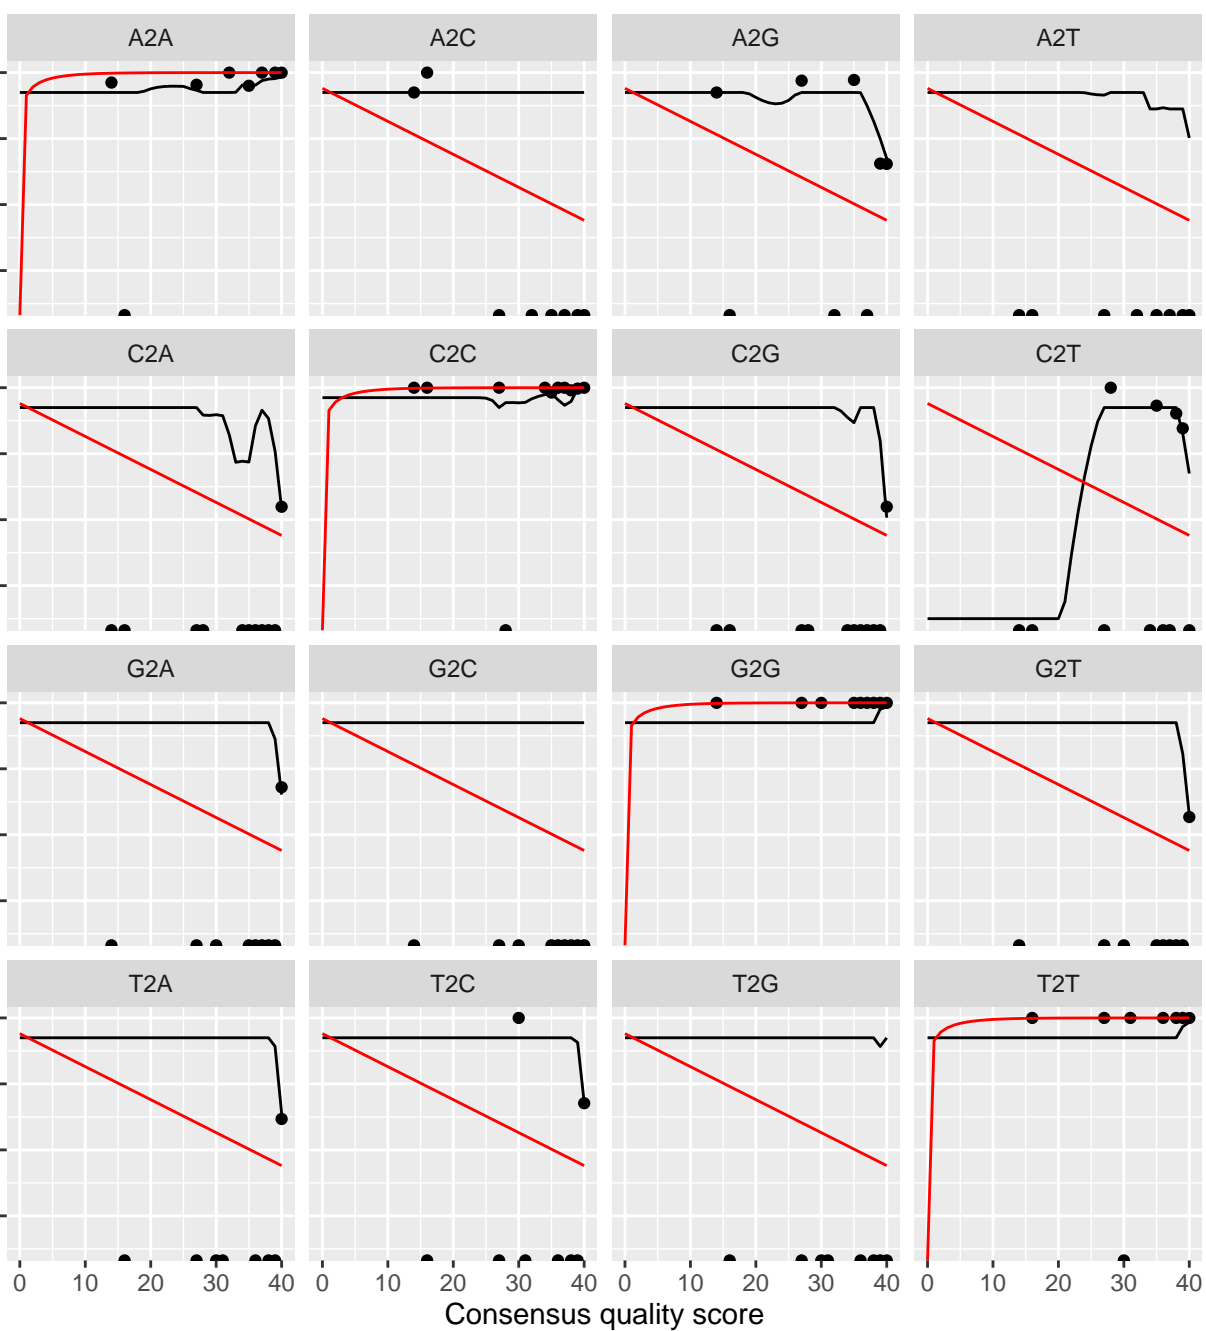 A2A A2C A2G A2T
C2A C2C C2G C2T
G2A G2C G2G G2T
T2A T2C T2G T2T
0 10 20 30 40 0 10 20 30 40 0 10 20 30 40 0 10 20 30 40
Consensus quality score